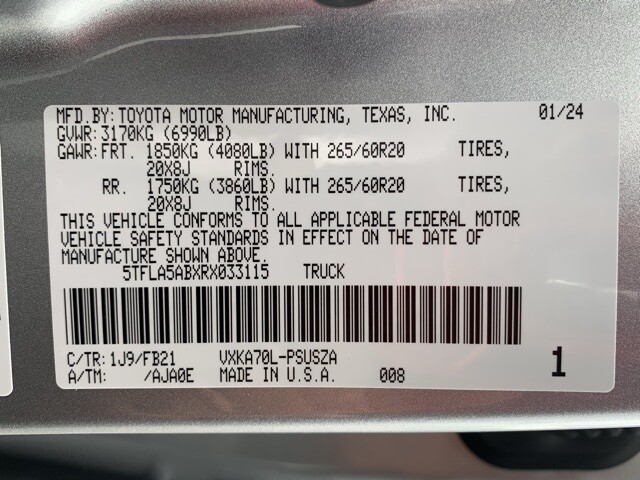 MFD.BY: TOYOTA MOTOR MANUFACTURING, TEXAS, INC. 01/24
GVWR: 3170KG (6990LB)
GAWR: FRT. 1850KG (4080LB) WITH 265/60R20 TIRES,
20X8J RIMS.
RR. 1750KG (3860LB) WITH 265/60R20 TIRES,
20X8J RIMS.
THIS VEHICLE CONFORMS TO ALL APPLICABLE FEDERAL MOTOR
VEHICLE SAFETY STANDARDS IN EFFECT ON THE DATE OF
MANUFACTURE SHOWN ABOVE.
5TFLA5ABXRX033115 TRUCK
C/TR: 1J9/FB21 VXKA70L-PSUSZA
A/TM: /AJA0E MADE IN U.S.A. 008 1